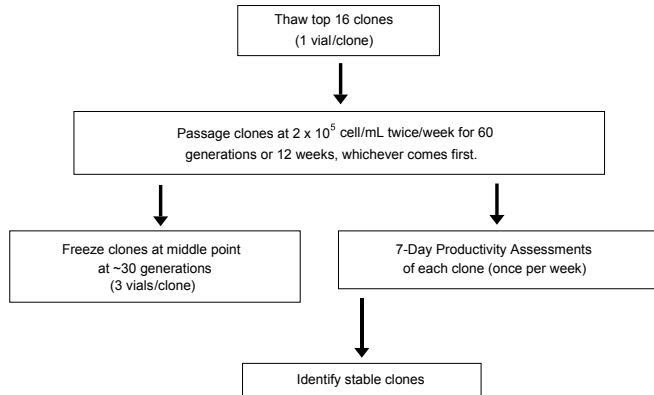 Thaw top 16 clones
(1 vial/clone)
Passage clones at 2 x 10⁵ cell/mL twice/week for 60
generations or 12 weeks, whichever comes first.
Freeze clones at middle point
at ~30 generations
(3 vials/clone)
7-Day Productivity Assessments
of each clone (once per week)
Identify stable clones